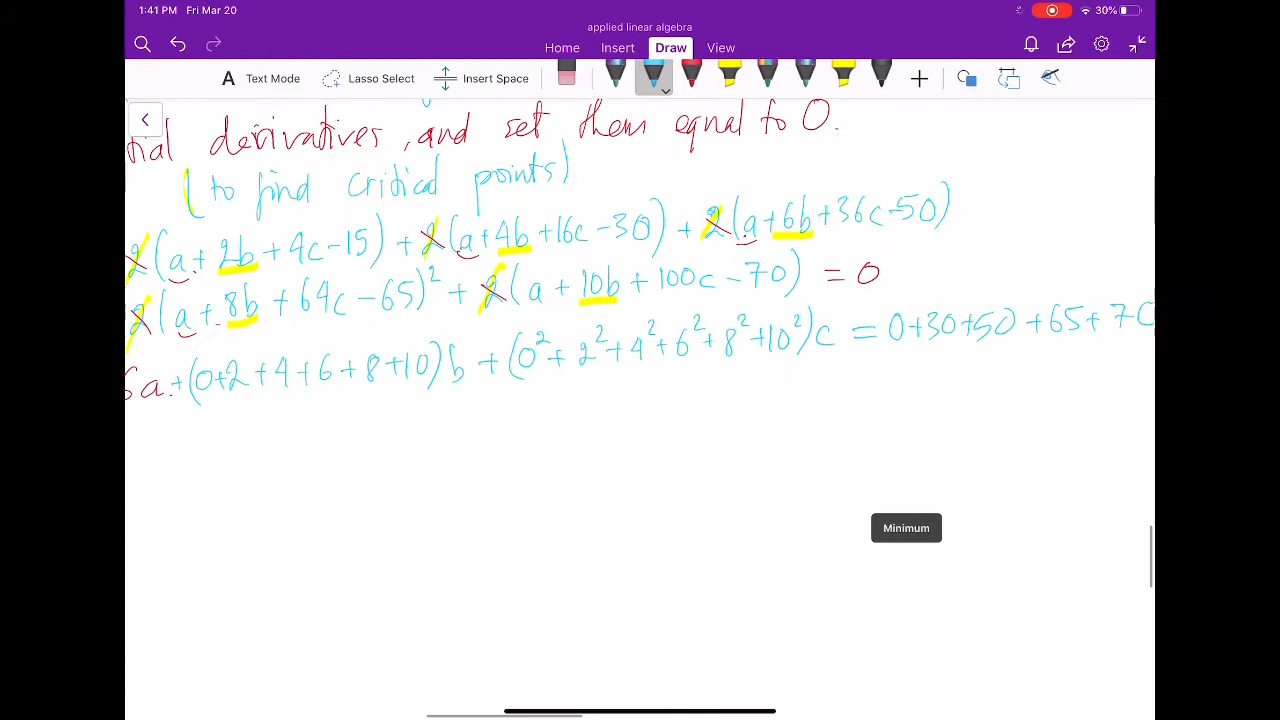 1:41 PM Fri Mar 20
30%
applied linear algebra
Home Insert Draw View
A Text Mode Lasso Select Insert Space
tial derivatives, and set them equal to 0.
(to find critical points)
2(a+2b+4c-15)+2(a+4b+16c-30)+2(a+6b+36c-50)
2(a+8b+64c-65)²+2(a+10b+100c-70) = 0
6a+(0+2+4+6+8+10)b+(0²+2²+4²+6²+8²+10²)c = 0+30+50+65+70
Minimum